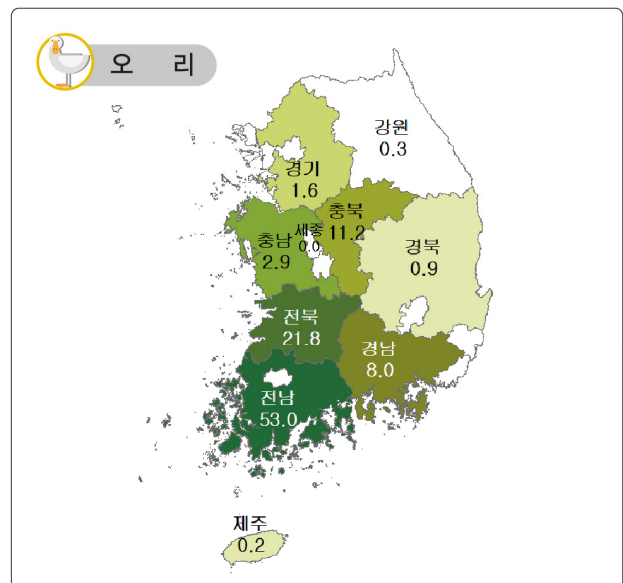 오 리
강원
0.3
경기
1.6
충북
11.2
세종
0.0
충남
2.9
경북
0.9
전북
21.8
경남
8.0
전남
53.0
제주
0.2